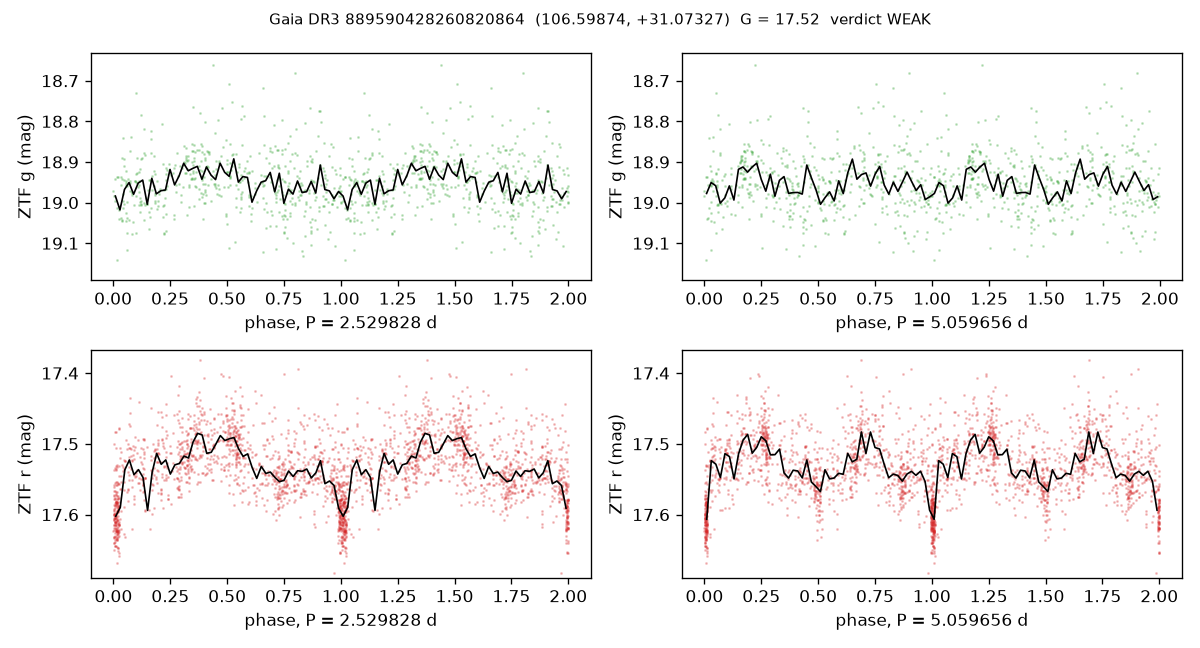 Gaia DR3 889590428260820864  (106.59874, +31.07327)  G = 17.52  verdict WEAK
ZTF g (mag)
18.7
18.8
18.9
19.0
19.1
0.00 0.25 0.50 0.75 1.00 1.25 1.50 1.75 2.00
phase, P = 2.529828 d
ZTF g (mag)
18.7
18.8
18.9
19.0
19.1
0.00 0.25 0.50 0.75 1.00 1.25 1.50 1.75 2.00
phase, P = 5.059656 d
ZTF r (mag)
17.4
17.5
17.6
0.00 0.25 0.50 0.75 1.00 1.25 1.50 1.75 2.00
phase, P = 2.529828 d
ZTF r (mag)
17.4
17.5
17.6
0.00 0.25 0.50 0.75 1.00 1.25 1.50 1.75 2.00
phase, P = 5.059656 d